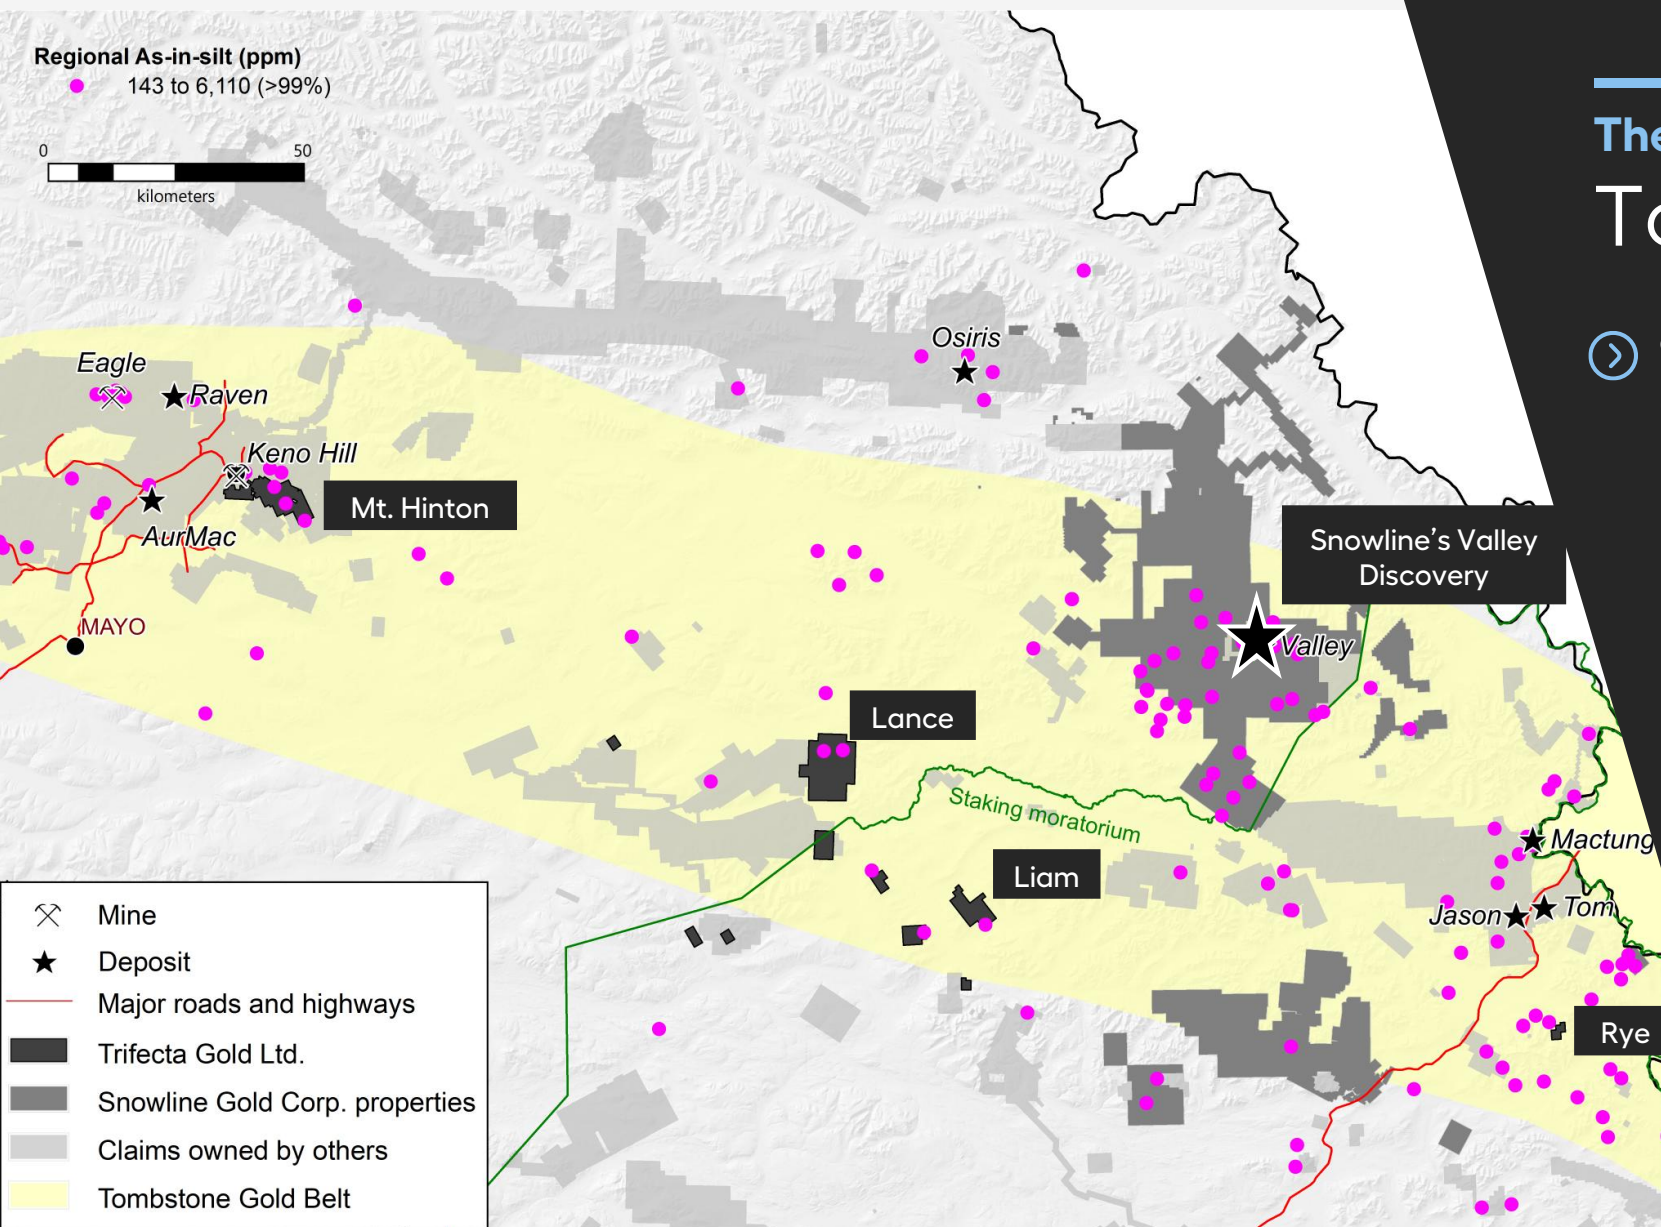 Regional As-in-silt (ppm)
143 to 6,110 (>99%)
0 50
kilometers
The
To
Osiris
Eagle
Raven
Keno Hill
Mt. Hinton
AurMac
Snowline's Valley
Discovery
MAYO
Valley
Lance
Staking moratorium
Mactung
Liam
Jason
Tom
Rye
Mine
Deposit
Major roads and highways
Trifecta Gold Ltd.
Snowline Gold Corp. properties
Claims owned by others
Tombstone Gold Belt